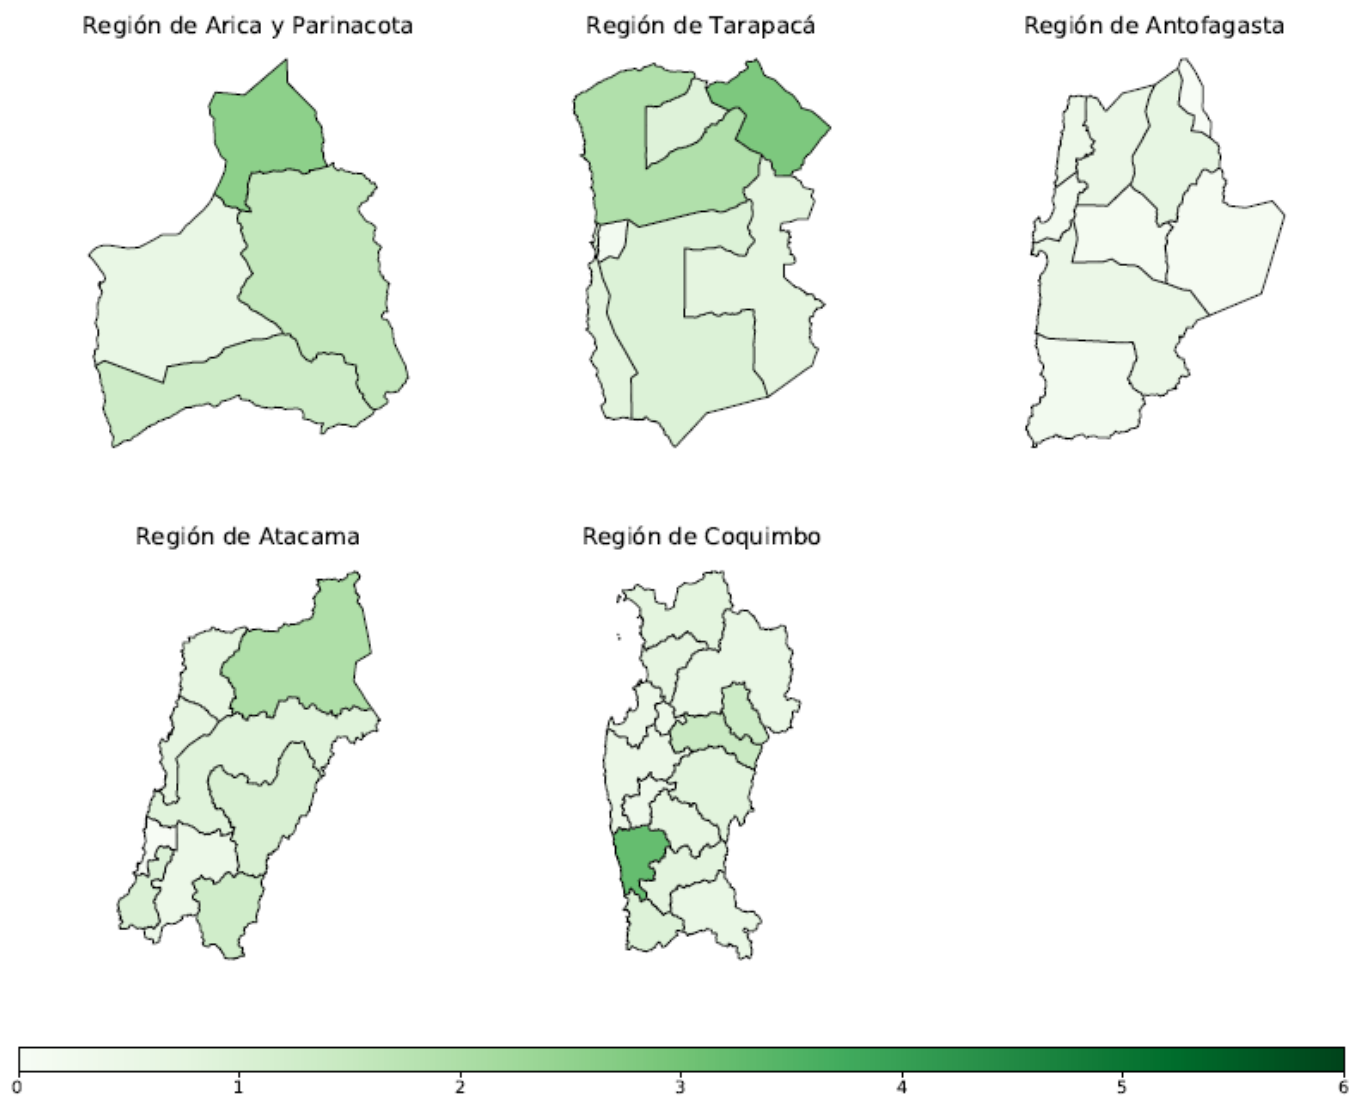 Región de Arica y Parinacota
Región de Tarapacá
Región de Antofagasta
Región de Atacama
Región de Coquimbo
0 1 2 3 4 5 6